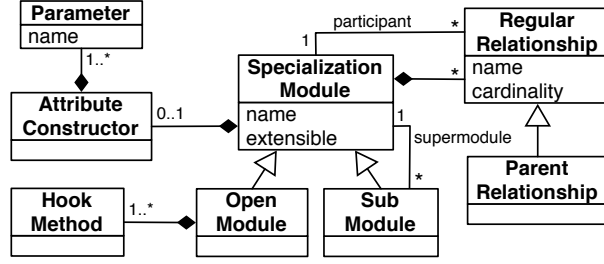 Parameter
name
1..*
Attribute
Constructor
0..1
Specialization
Module
name
extensible
participant
1
*
*
Regular
Relationship
name
cardinality
1
supermodule
*
Parent
Relationship
Hook
Method
1..*
Open
Module
Sub
Module